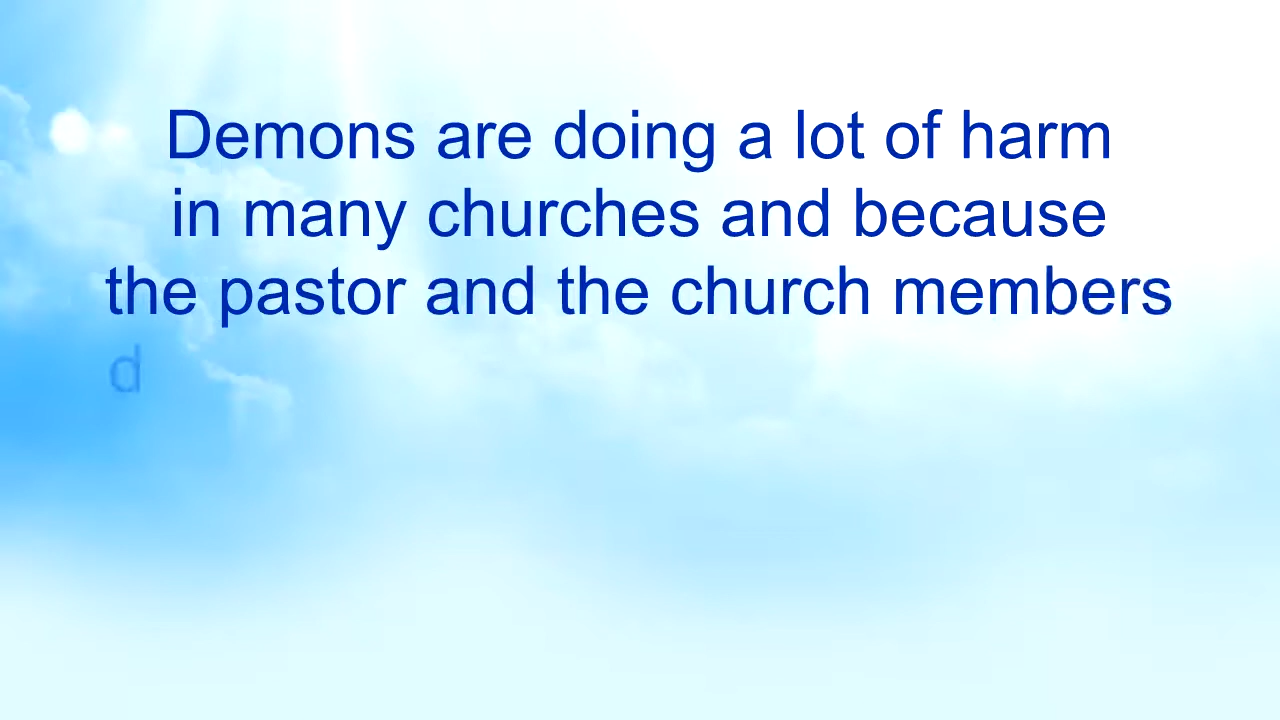 Demons are doing a lot of harm
in many churches and because
the pastor and the church members
d